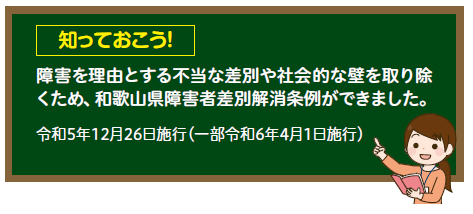 知っておこう!
障害を理由とする不当な差別や社会的な壁を取り除
くため、和歌山県障害者差別解消条例ができました。
令和5年12月26日施行(一部令和6年4月1日施行)